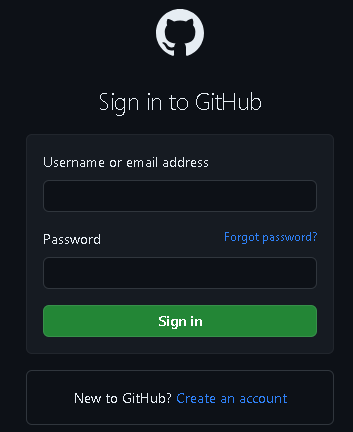 Sign in to GitHub
Username or email address
Password Forgot password?
Sign in
New to GitHub? Create an account